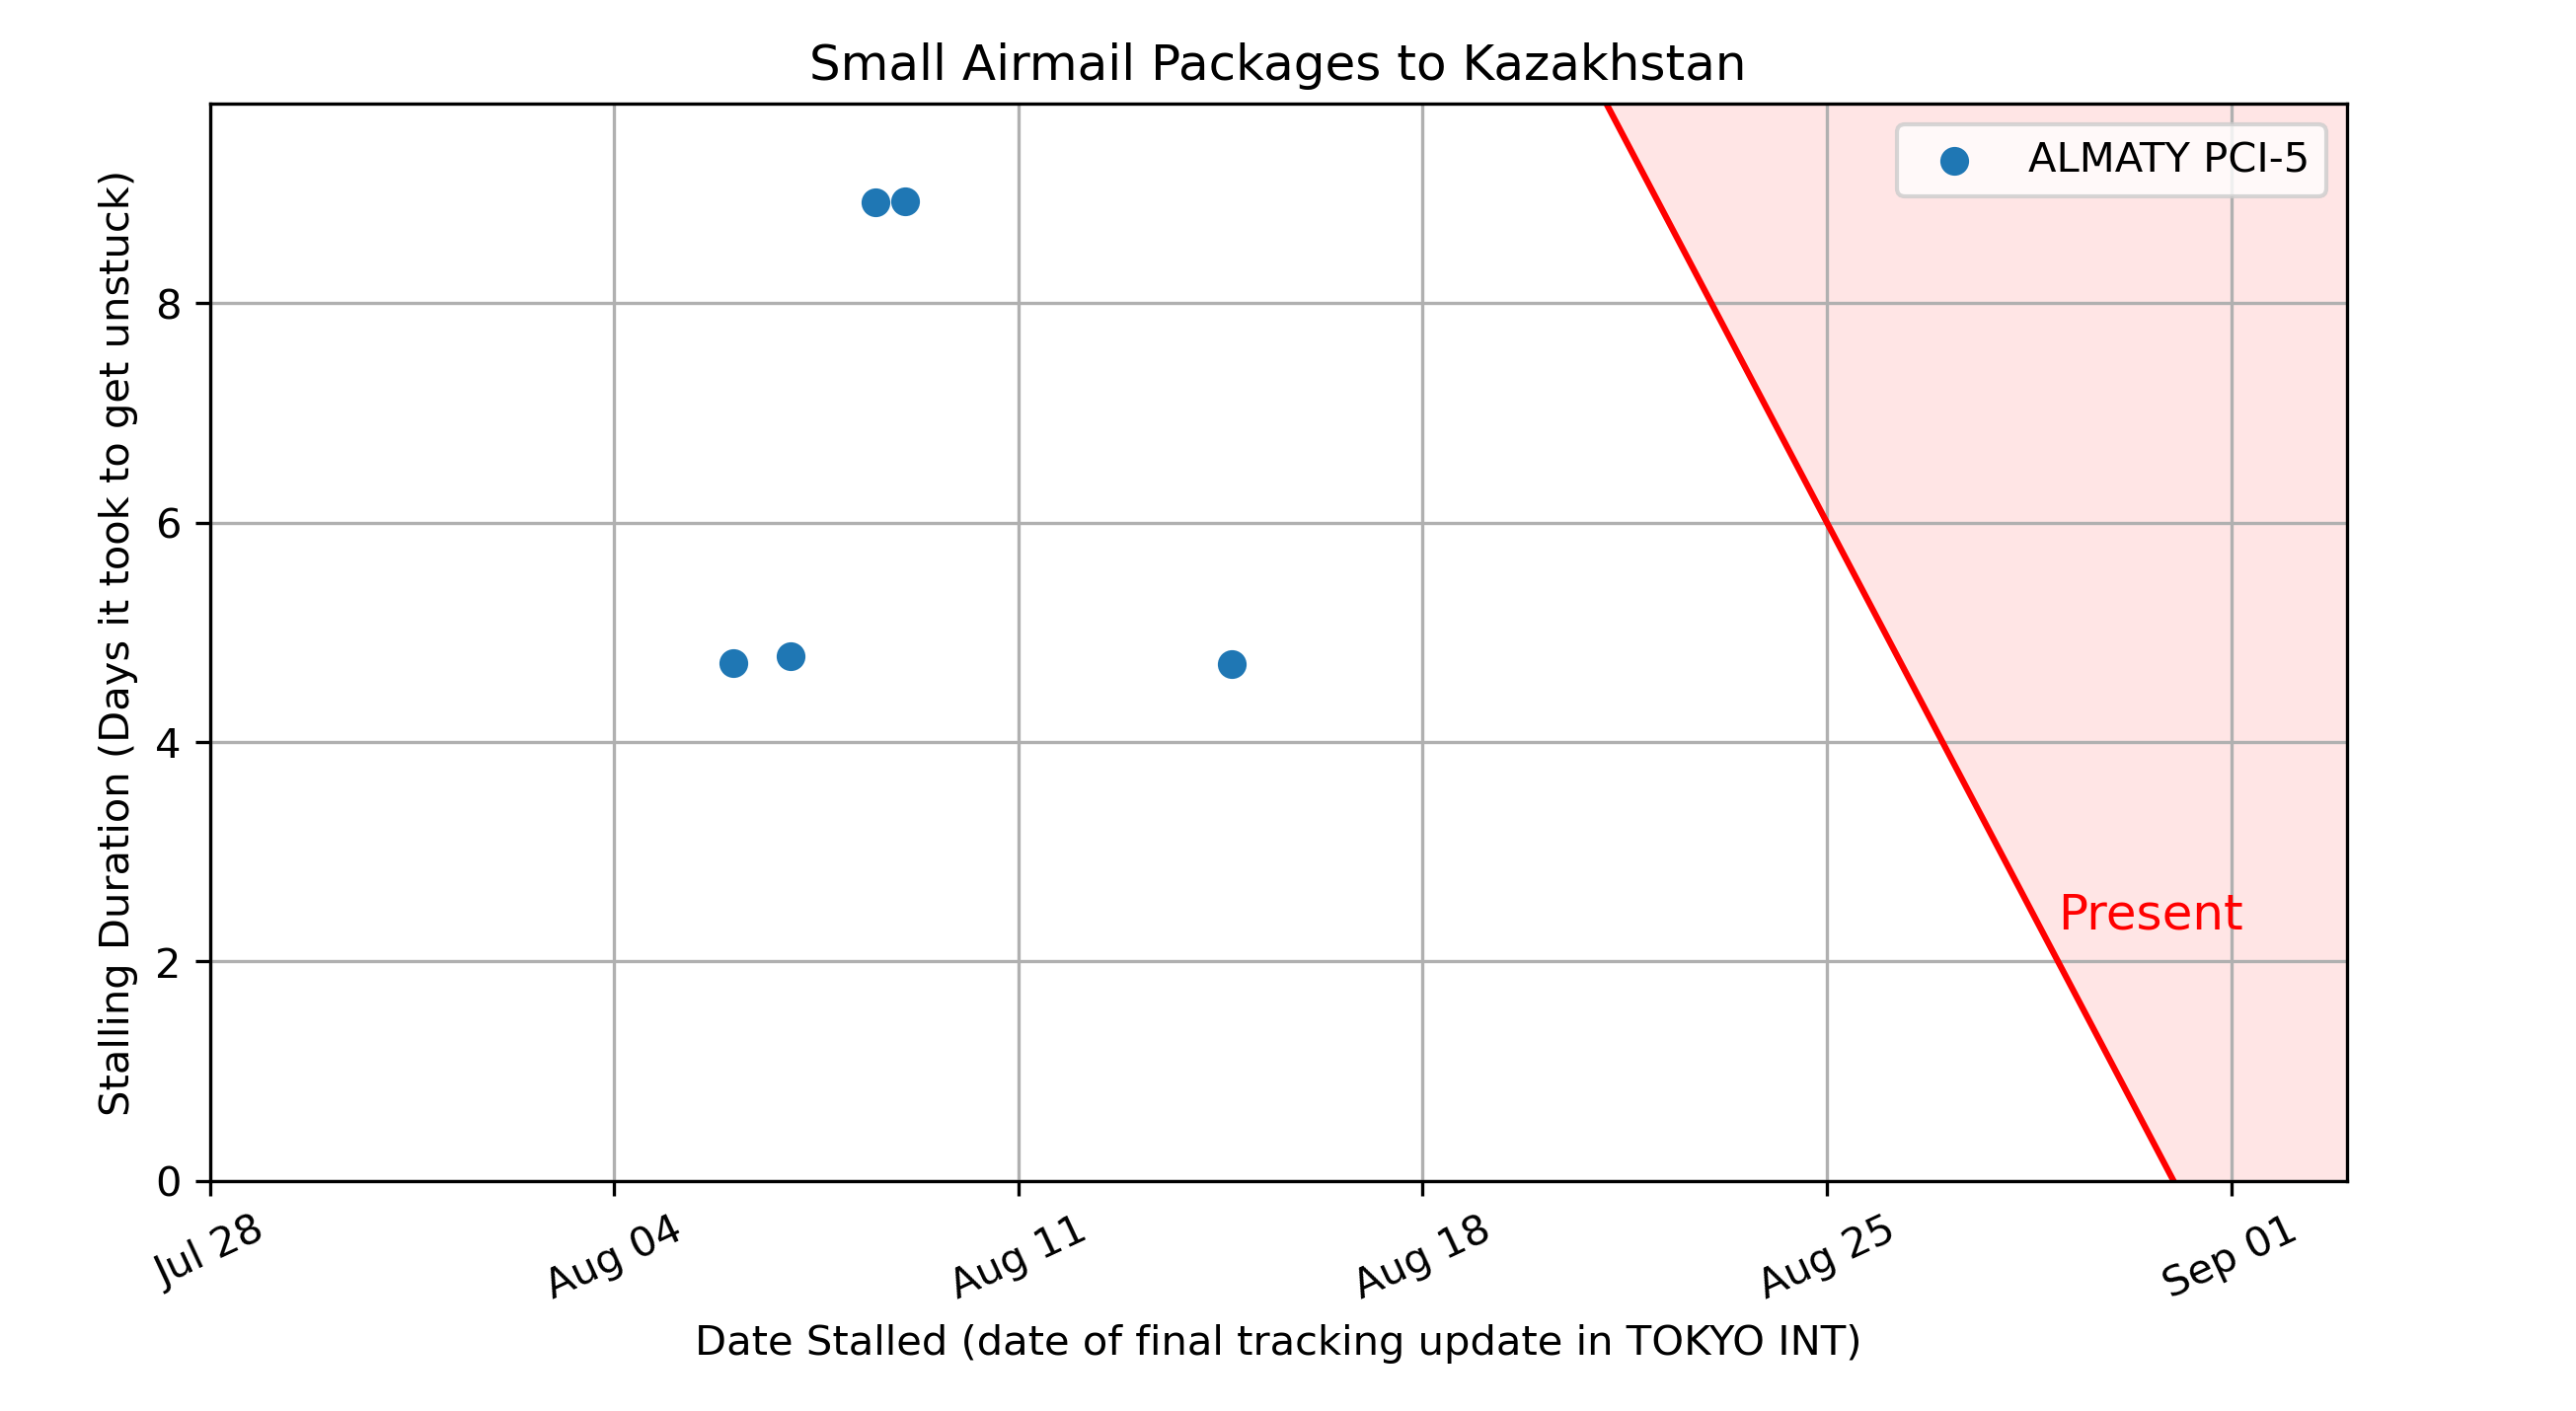 Small Airmail Packages to Kazakhstan
ALMATY PCI-5
Stalling Duration (Days it took to get unstuck)
8
6
4
2
0
Present
Jul 28
Aug 04
Aug 11
Aug 18
Aug 25
Sep 01
Date Stalled (date of final tracking update in TOKYO INT)